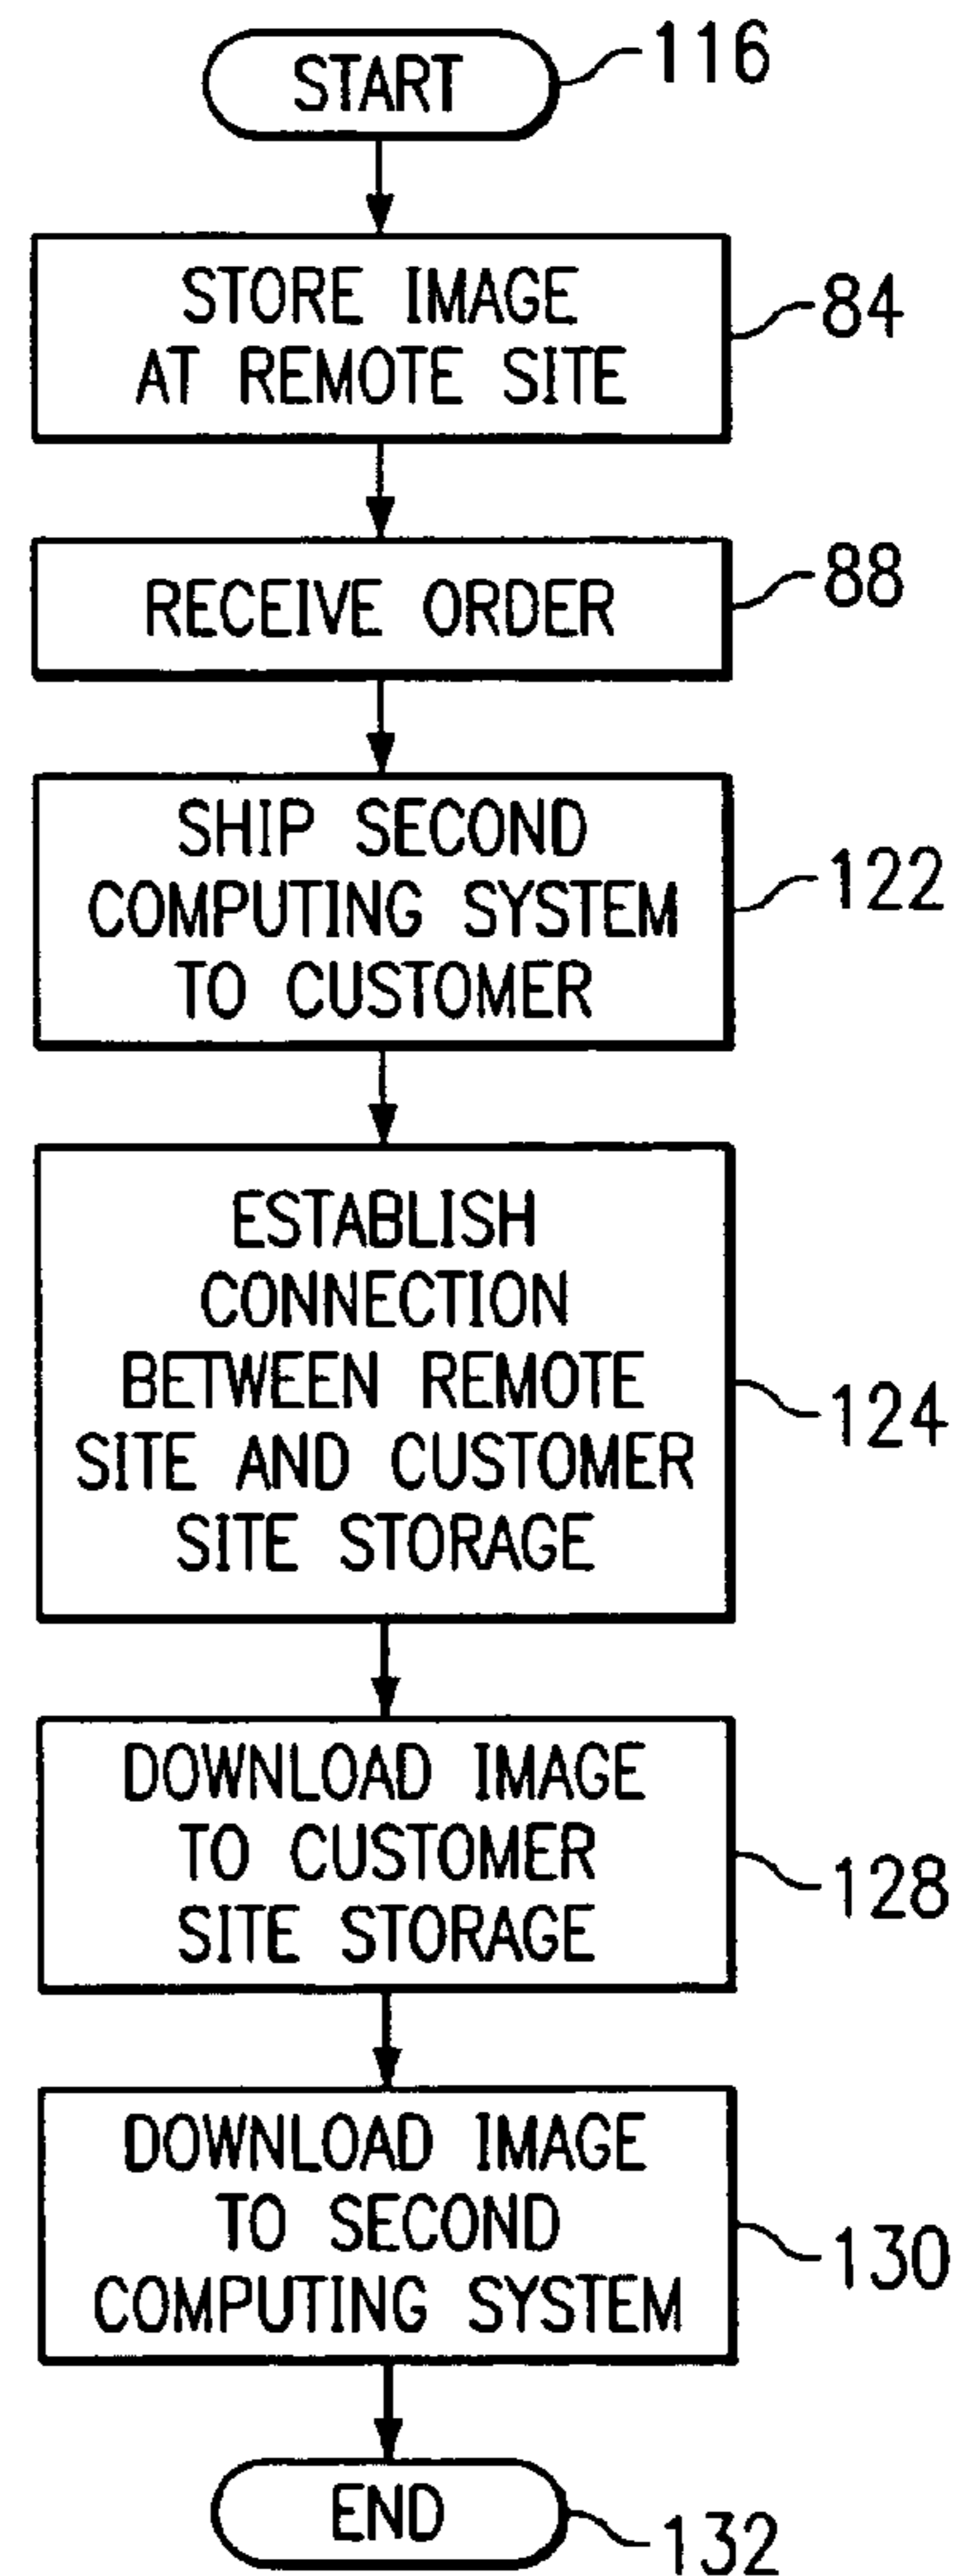 START
116
STORE IMAGE
AT REMOTE SITE
84
RECEIVE ORDER
88
SHIP SECOND
COMPUTING SYSTEM
TO CUSTOMER
122
ESTABLISH
CONNECTION
BETWEEN REMOTE
SITE AND CUSTOMER
SITE STORAGE
124
DOWNLOAD IMAGE
TO CUSTOMER
SITE STORAGE
128
DOWNLOAD IMAGE
TO SECOND
COMPUTING SYSTEM
130
END
132